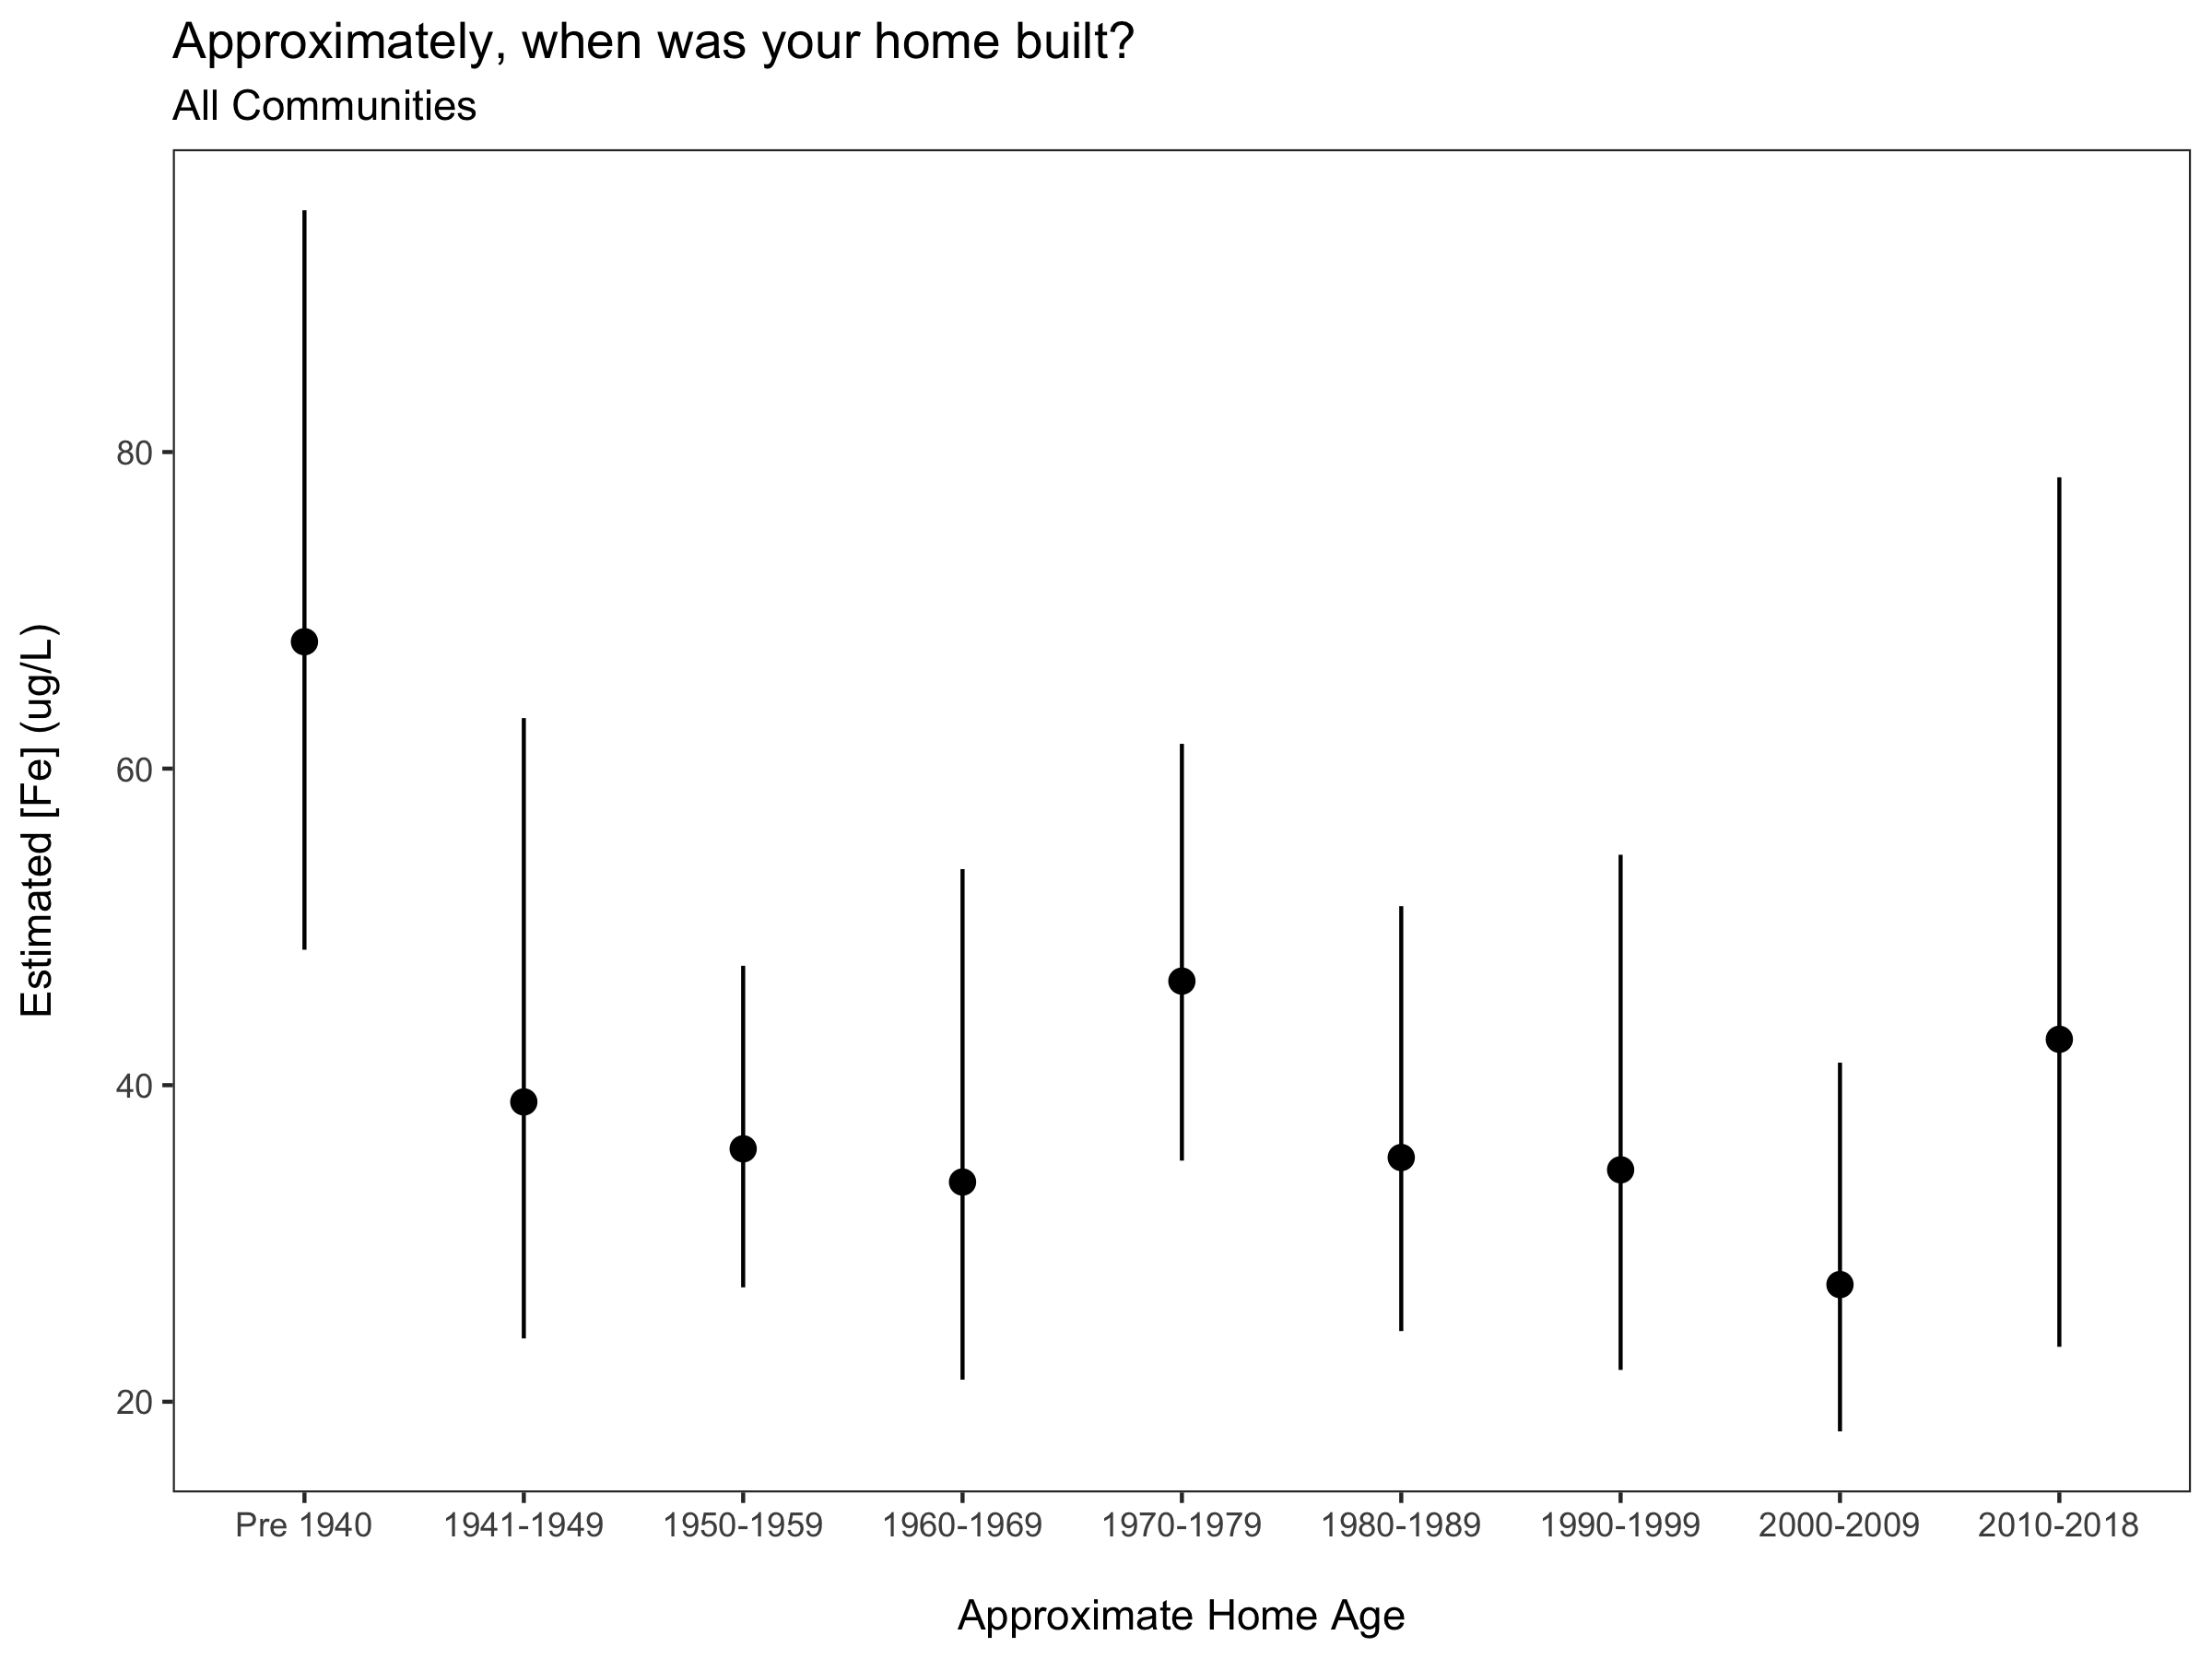 Approximately, when was your home built?
All Communities
Estimated [Fe] (ug/L)
80
60
40
20
Pre 1940 1941-1949 1950-1959 1960-1969 1970-1979 1980-1989 1990-1999 2000-2009 2010-2018
Approximate Home Age